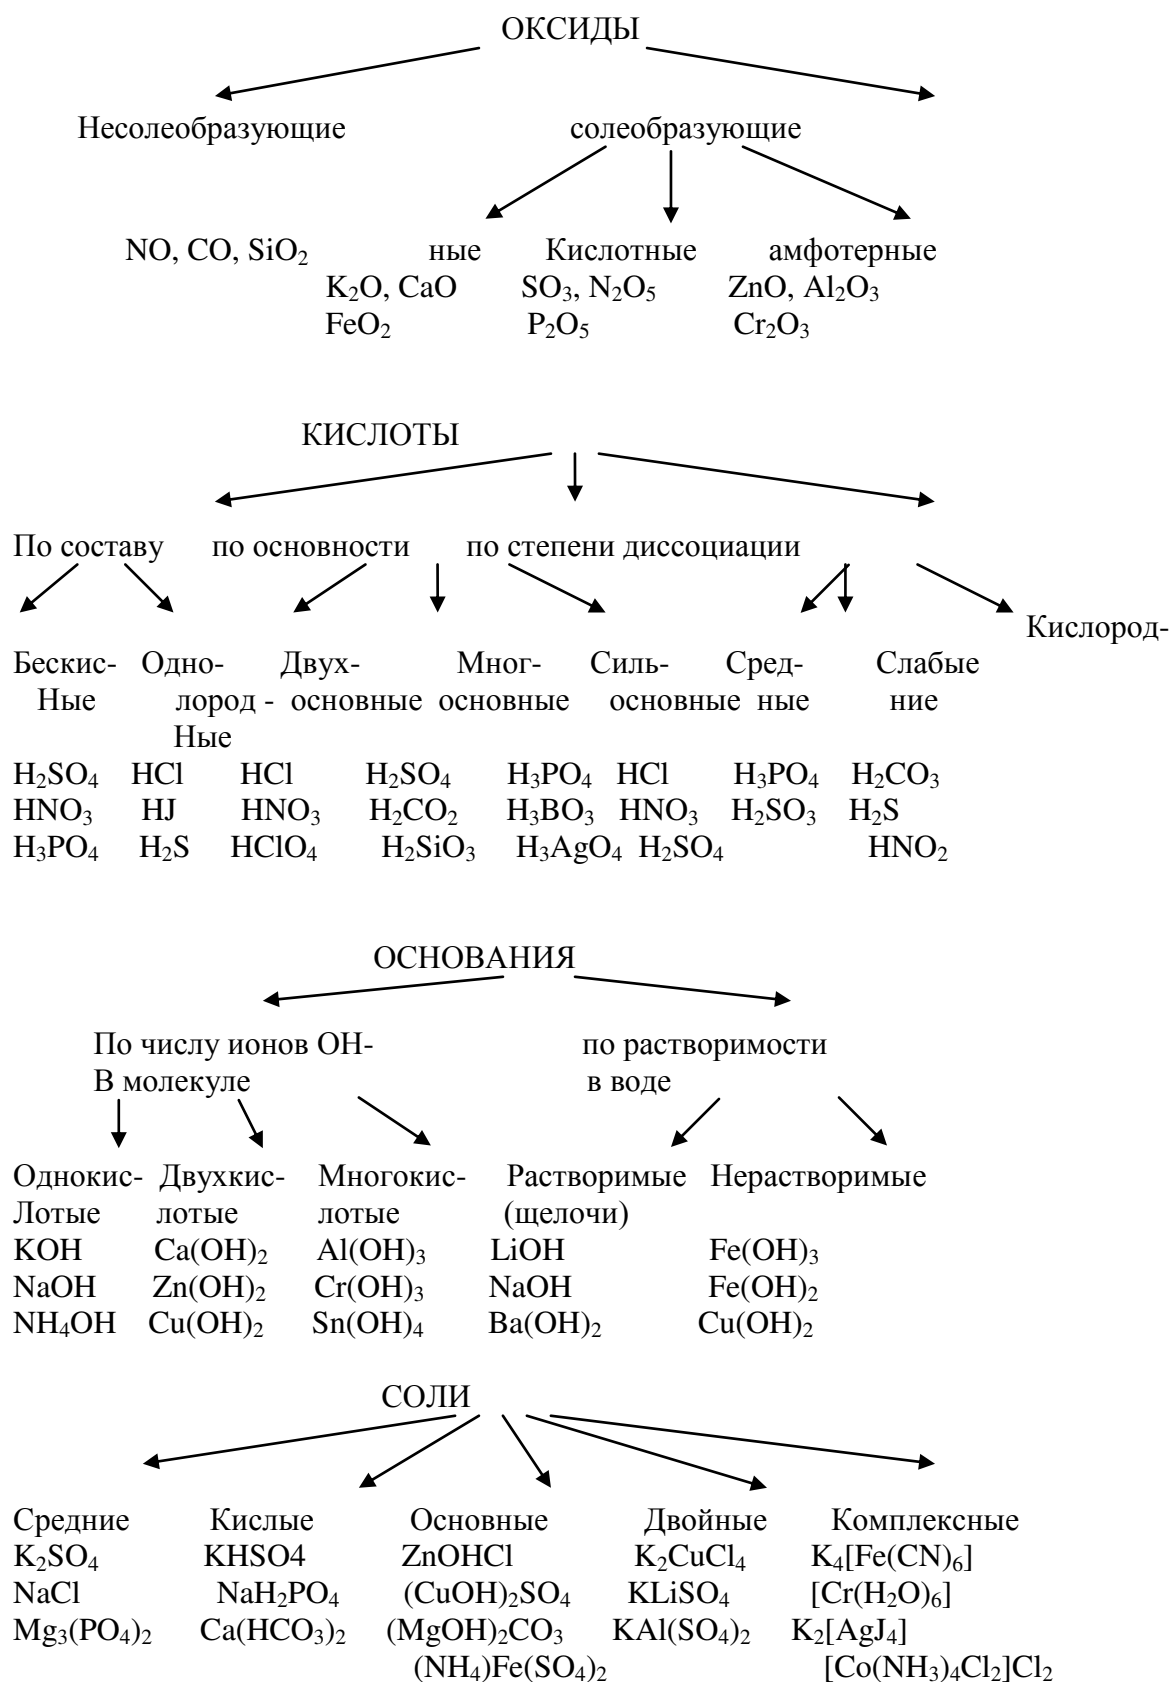 ОКСИДЫ
Несолеобразующие солеобразующие
NO, CO, SiO₂ ные Кислотные амфотерные
K₂O, CaO SO₃, N₂O₅ ZnO, Al₂O₃
FeO₂ P₂O₅ Cr₂O₃
КИСЛОТЫ
По составу по основности по степени диссоциации
Кислород-
Бескис- Одно- Двух- Мног- Силь- Сред- Слабые
Ные лород - основные основные основные ные ние
Ные
H₂SO₄ HCl HCl H₂SO₄ H₃PO₄ HCl H₃PO₄ H₂CO₃
HNO₃ HJ HNO₃ H₂CO₂ H₃BO₃ HNO₃ H₂SO₃ H₂S
H₃PO₄ H₂S HClO₄ H₂SiO₃ H₃AgO₄ H₂SO₄ HNO₂
ОСНОВАНИЯ
По числу ионов ОН- по растворимости
В молекуле в воде
Однокис- Двухкис- Многокис- Растворимые Нерастворимые
Лотые лотые лотые (щелочи)
KOH Ca(OH)₂ Al(OH)₃ LiOH Fe(OH)₃
NaOH Zn(OH)₂ Cr(OH)₃ NaOH Fe(OH)₂
NH₄OH Cu(OH)₂ Sn(OH)₄ Ba(OH)₂ Cu(OH)₂
СОЛИ
Средние Кислые Основные Двойные Комплексные
K₂SO₄ KHSO4 ZnOHCl K₂CuCl₄ K₄[Fe(CN)₆]
NaCl NaH₂PO₄ (CuOH)₂SO₄ KLiSO₄ [Cr(H₂O)₆]
Mg₃(PO₄)₂ Ca(HCO₃)₂ (MgOH)₂CO₃ KAl(SO₄)₂ K₂[AgJ₄]
(NH₄)Fe(SO₄)₂ [Co(NH₃)₄Cl₂]Cl₂